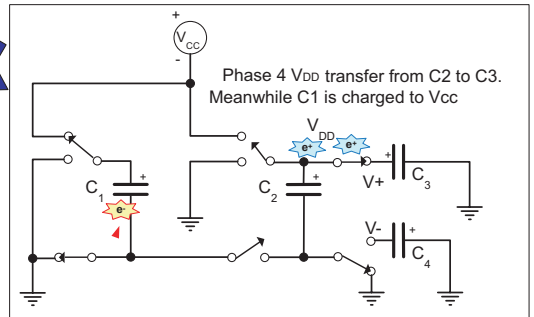 +
VCC
-
Phase 4 VDD transfer from C2 to C3.
Meanwhile C1 is charged to Vcc
VDD
e+
e+
+
C1
e-
+
C2
+
V+
C3
V-
+
C4